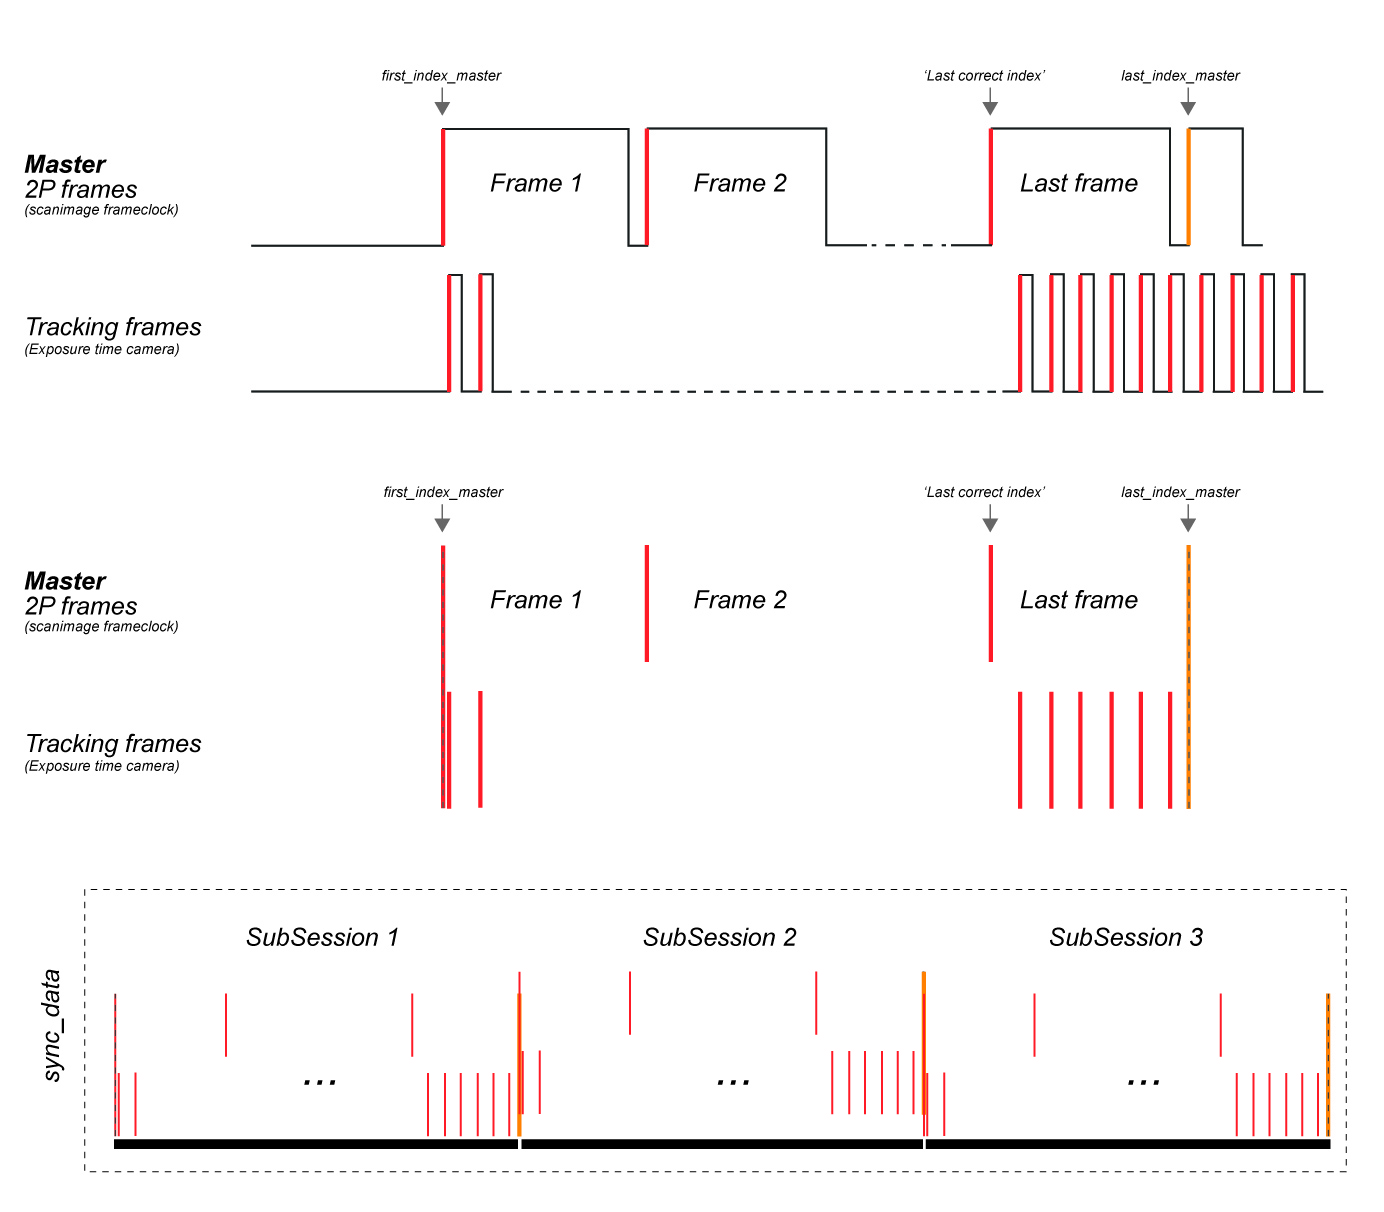 first_index_master
‘Last correct index’
last_index_master
Master
2P frames
(scanimage frameclock)
Frame 1
Frame 2
Last frame
Tracking frames
(Exposure time camera)
first_index_master
‘Last correct index’
last_index_master
Master
2P frames
(scanimage frameclock)
Frame 1
Frame 2
Last frame
Tracking frames
(Exposure time camera)
SubSession 1
SubSession 2
SubSession 3
sync_data
...
...
...